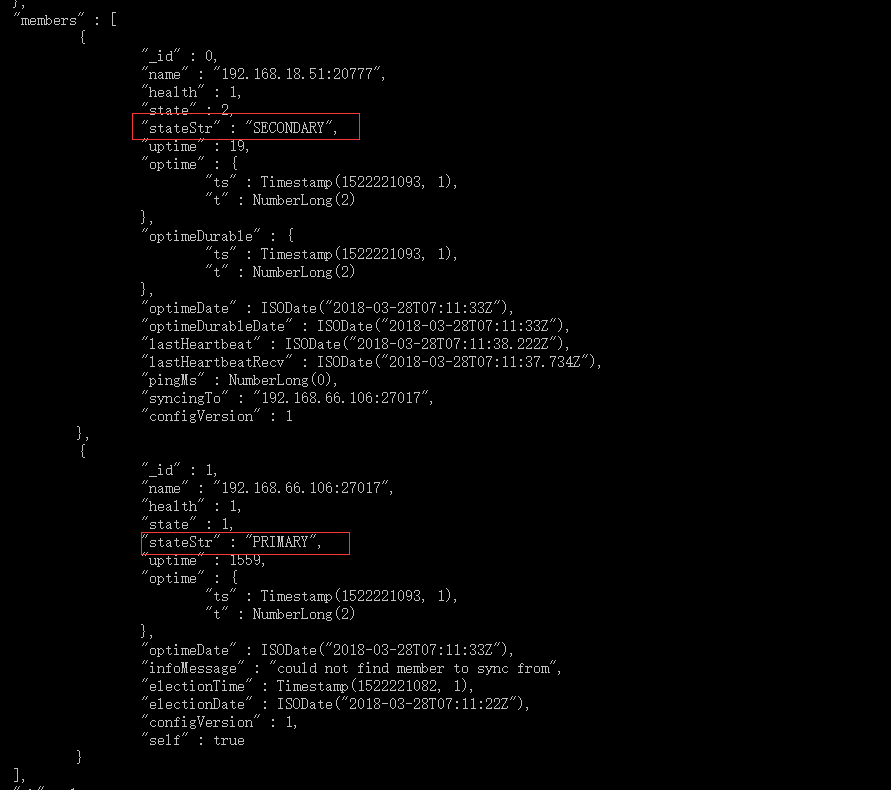 },
"members" : [
{
"_id" : 0,
"name" : "192.168.18.51:20777",
"health" : 1,
"state" : 2,
"stateStr" : "SECONDARY",
"uptime" : 19,
"optime" : {
"ts" : Timestamp(1522221093, 1),
"t" : NumberLong(2)
},
"optimeDurable" : {
"ts" : Timestamp(1522221093, 1),
"t" : NumberLong(2)
},
"optimeDate" : ISODate("2018-03-28T07:11:33Z"),
"optimeDurableDate" : ISODate("2018-03-28T07:11:33Z"),
"lastHeartbeat" : ISODate("2018-03-28T07:11:38.222Z"),
"lastHeartbeatRecv" : ISODate("2018-03-28T07:11:37.734Z"),
"pingMs" : NumberLong(0),
"syncingTo" : "192.168.66.106:27017",
"configVersion" : 1
},
{
"_id" : 1,
"name" : "192.168.66.106:27017",
"health" : 1,
"state" : 1,
"stateStr" : "PRIMARY",
"uptime" : 1559,
"optime" : {
"ts" : Timestamp(1522221093, 1),
"t" : NumberLong(2)
},
"optimeDate" : ISODate("2018-03-28T07:11:33Z"),
"infoMessage" : "could not find member to sync from",
"electionTime" : Timestamp(1522221082, 1),
"electionDate" : ISODate("2018-03-28T07:11:22Z"),
"configVersion" : 1,
"self" : true
}
],